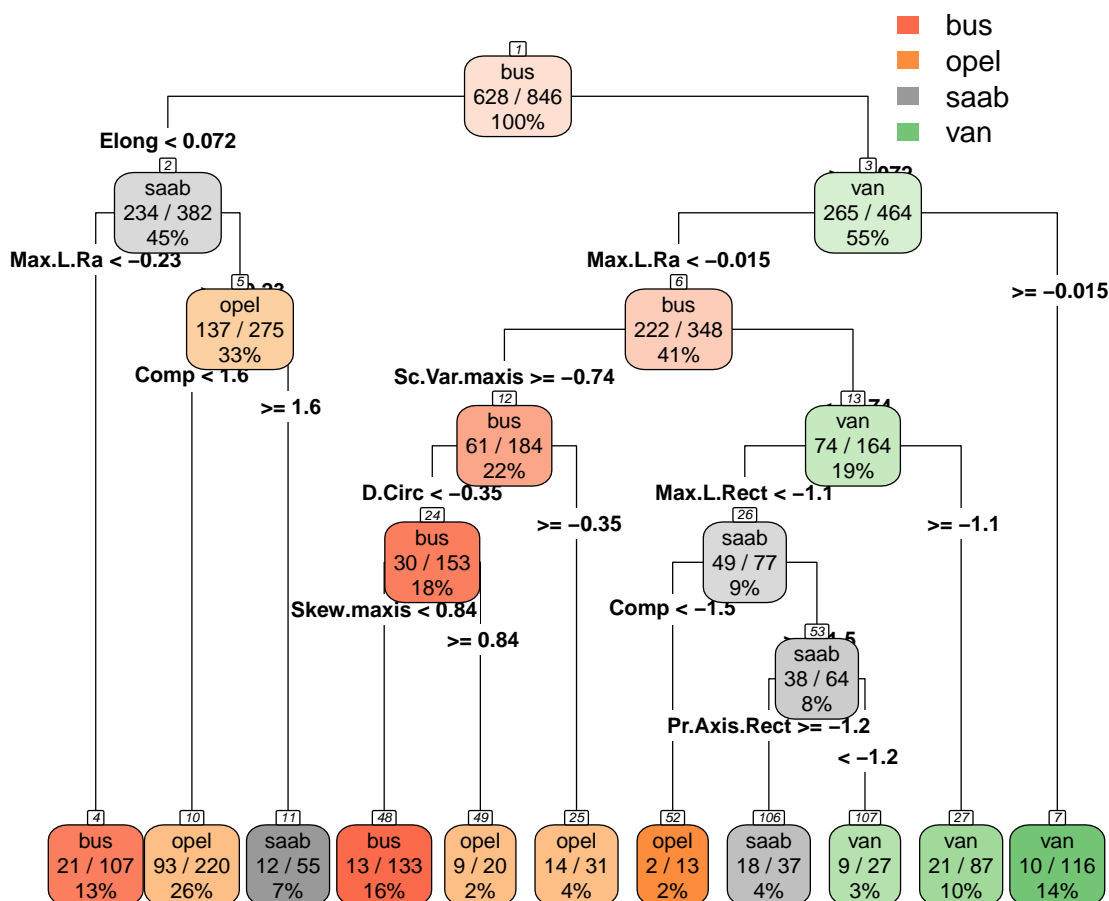 1
bus
628 / 846
100%
bus
opel
saab
van
Elong < 0.072
2
saab
234 / 382
45%
3
van
265 / 464
55%
Max.L.Ra < −0.23
5
opel
137 / 275
33%
Max.L.Ra < −0.015
6
bus
222 / 348
41%
>= −0.015
Comp < 1.6
>= 1.6
Sc.Var.maxis >= −0.74
12
bus
61 / 184
22%
13
van
74 / 164
19%
D.Circ < −0.35
>= −0.35
24
bus
30 / 153
18%
Max.L.Rect < −1.1
>= −1.1
26
saab
49 / 77
9%
Skew.maxis < 0.84
>= 0.84
Comp < −1.5
53
saab
38 / 64
8%
Pr.Axis.Rect >= −1.2
< −1.2
4
bus
21 / 107
13%
10
opel
93 / 220
26%
11
saab
12 / 55
7%
48
bus
13 / 133
16%
49
opel
9 / 20
2%
25
opel
14 / 31
4%
52
opel
2 / 13
2%
106
saab
18 / 37
4%
107
van
9 / 27
3%
27
van
21 / 87
10%
7
van
10 / 116
14%